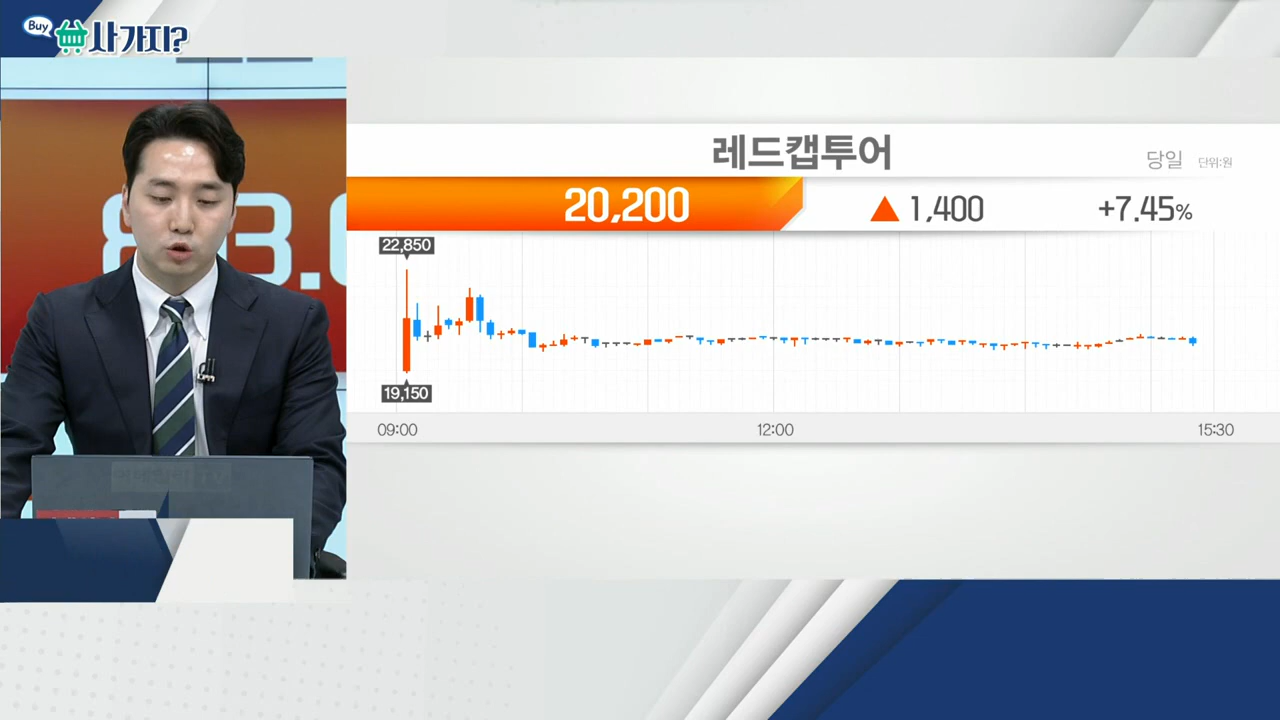 Buy
사 가지?
레드캡투어
당일 단위:원
20,200 ▲ 1,400 +7.45%
22,850
19,150
09:00 12:00 15:30